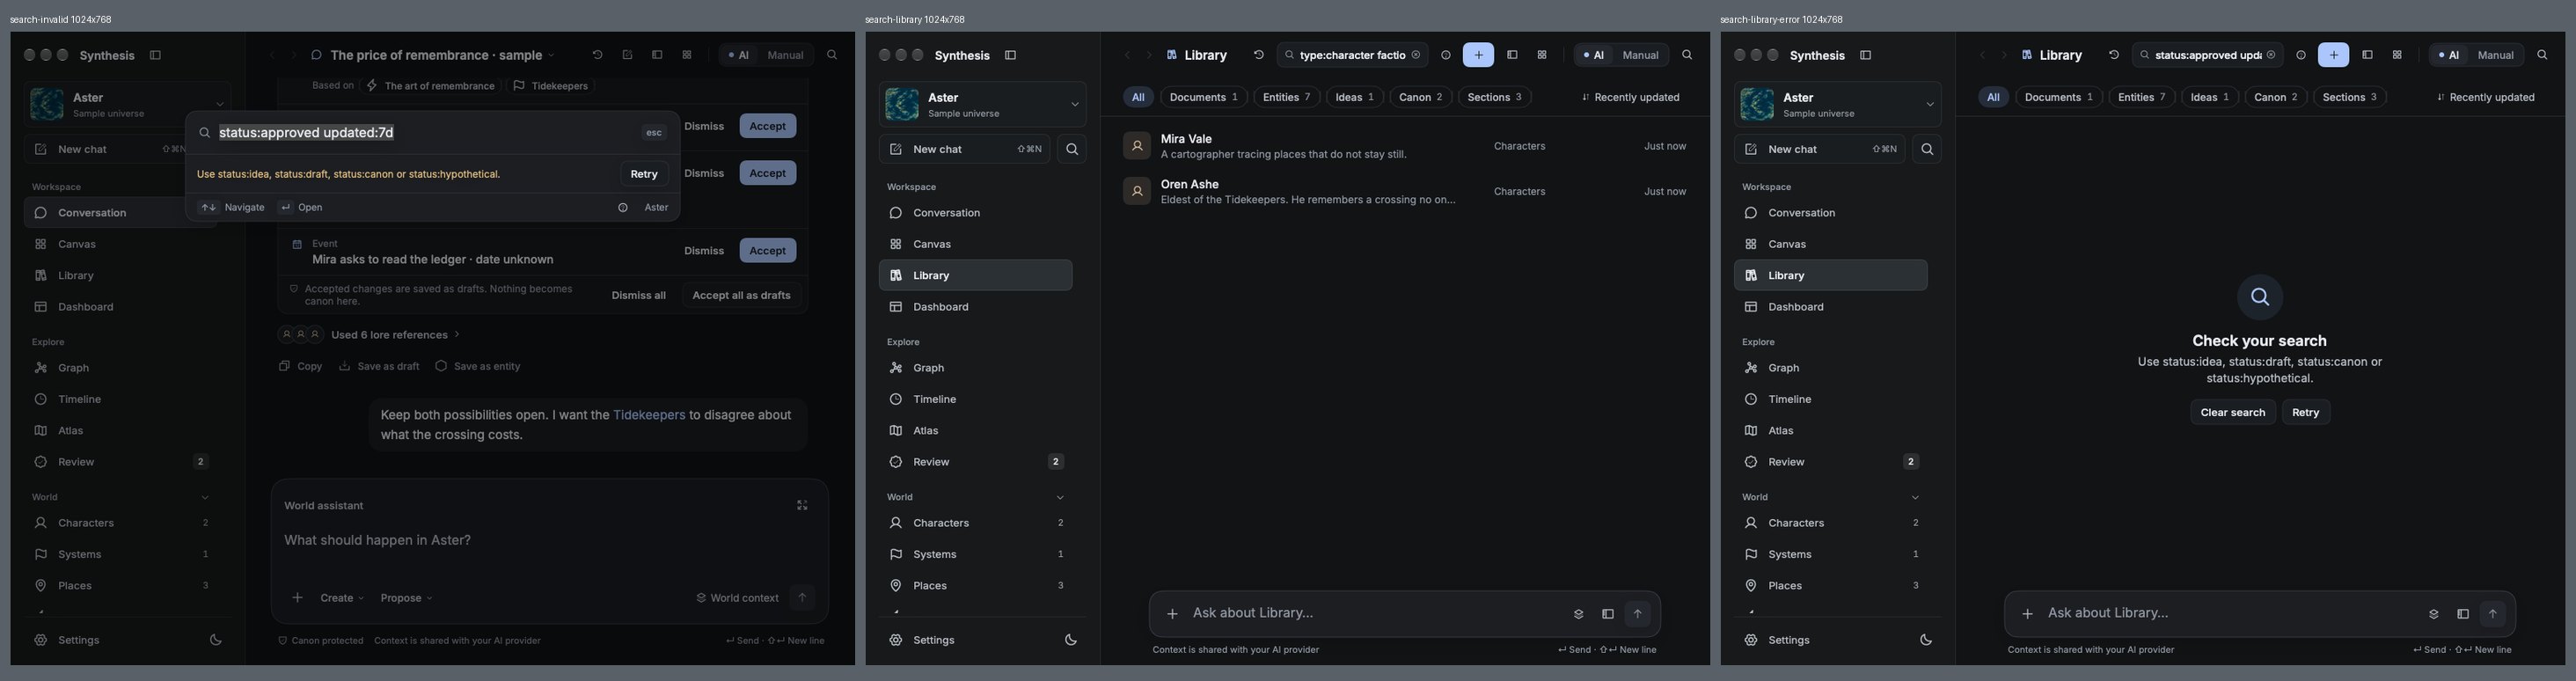 search-invalid 1024x768
Synthesis
The price of remembrance · sample
AI
Manual
Aster
Sample universe
New chat
⇧⌘N
Workspace
Conversation
Canvas
Library
Dashboard
Explore
Graph
Timeline
Atlas
Review 2
World
Characters 2
Systems 1
Places 3
Settings
Based on The art of remembrance Tidekeepers
status:approved updated:7d
esc
Use status:idea, status:draft, status:canon or status:hypothetical.
Retry
↑↓ Navigate ↵ Open
Aster
Dismiss Accept
Dismiss Accept
Event
Mira asks to read the ledger · date unknown
Dismiss Accept
Accepted changes are saved as drafts. Nothing becomes
canon here.
Dismiss all Accept all as drafts
Used 6 lore references
Copy Save as draft Save as entity
Keep both possibilities open. I want the Tidekeepers to disagree about
what the crossing costs.
World assistant
What should happen in Aster?
Create Propose World context
Canon protected Context is shared with your AI provider ↵ Send · ⇧↵ New line
search-library 1024x768
Synthesis
Library
type:character factio
AI
Manual
Aster
Sample universe
New chat
⇧⌘N
Workspace
Conversation
Canvas
Library
Dashboard
Explore
Graph
Timeline
Atlas
Review 2
World
Characters 2
Systems 1
Places 3
Settings
All Documents 1 Entities 7 Ideas 1 Canon 2 Sections 3 Recently updated
Mira Vale
A cartographer tracing places that do not stay still.
Characters Just now
Oren Ashe
Eldest of the Tidekeepers. He remembers a crossing no on...
Characters Just now
Ask about Library...
Context is shared with your AI provider ↵ Send · ⇧↵ New line
search-library-error 1024x768
Synthesis
Library
status:approved upda
AI
Manual
Aster
Sample universe
New chat
⇧⌘N
Workspace
Conversation
Canvas
Library
Dashboard
Explore
Graph
Timeline
Atlas
Review 2
World
Characters 2
Systems 1
Places 3
Settings
All Documents 1 Entities 7 Ideas 1 Canon 2 Sections 3 Recently updated
Check your search
Use status:idea, status:draft, status:canon or
status:hypothetical.
Clear search Retry
Ask about Library...
Context is shared with your AI provider ↵ Send · ⇧↵ New line